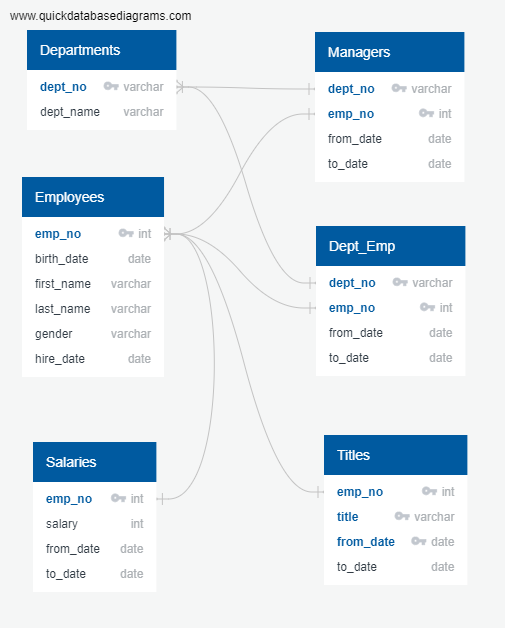 www.quickdatabasediagrams.com
Departments
dept_no varchar
dept_name varchar
Managers
dept_no varchar
emp_no int
from_date date
to_date date
Employees
emp_no int
birth_date date
first_name varchar
last_name varchar
gender varchar
hire_date date
Dept_Emp
dept_no varchar
emp_no int
from_date date
to_date date
Salaries
emp_no int
salary int
from_date date
to_date date
Titles
emp_no int
title varchar
from_date date
to_date date